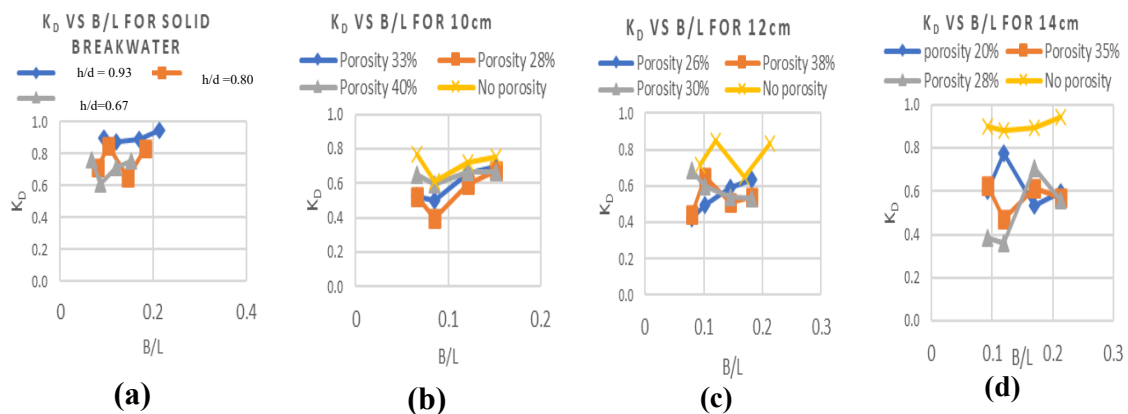 (a)
K_D VS B/L FOR SOLID
BREAKWATER
h/d = 0.93
h/d =0.80
h/d=0.67
1.0
0.8
0.6
0.4
0.2
0.0
K_D
0
0.2
0.4
B/L
(a)
(b)
K_D VS B/L FOR 10cm
Porosity 33%
Porosity 28%
Porosity 40%
No porosity
1.0
0.8
0.6
0.4
0.2
0.0
K_D
0
0.1
0.2
B/L
(b)
(c)
K_D VS B/L FOR 12cm
Porosity 26%
Porosity 38%
Porosity 30%
No porosity
1.0
0.8
0.6
0.4
0.2
0.0
K_D
0
0.1
0.2
0.3
B/L
(c)
(d)
K_D VS B/L FOR 14cm
porosity 20%
Porosity 35%
Porosity 28%
No porosity
1.0
0.8
0.6
0.4
0.2
0.0
K_D
0
0.1
B/L
0.2
0.3
(d)